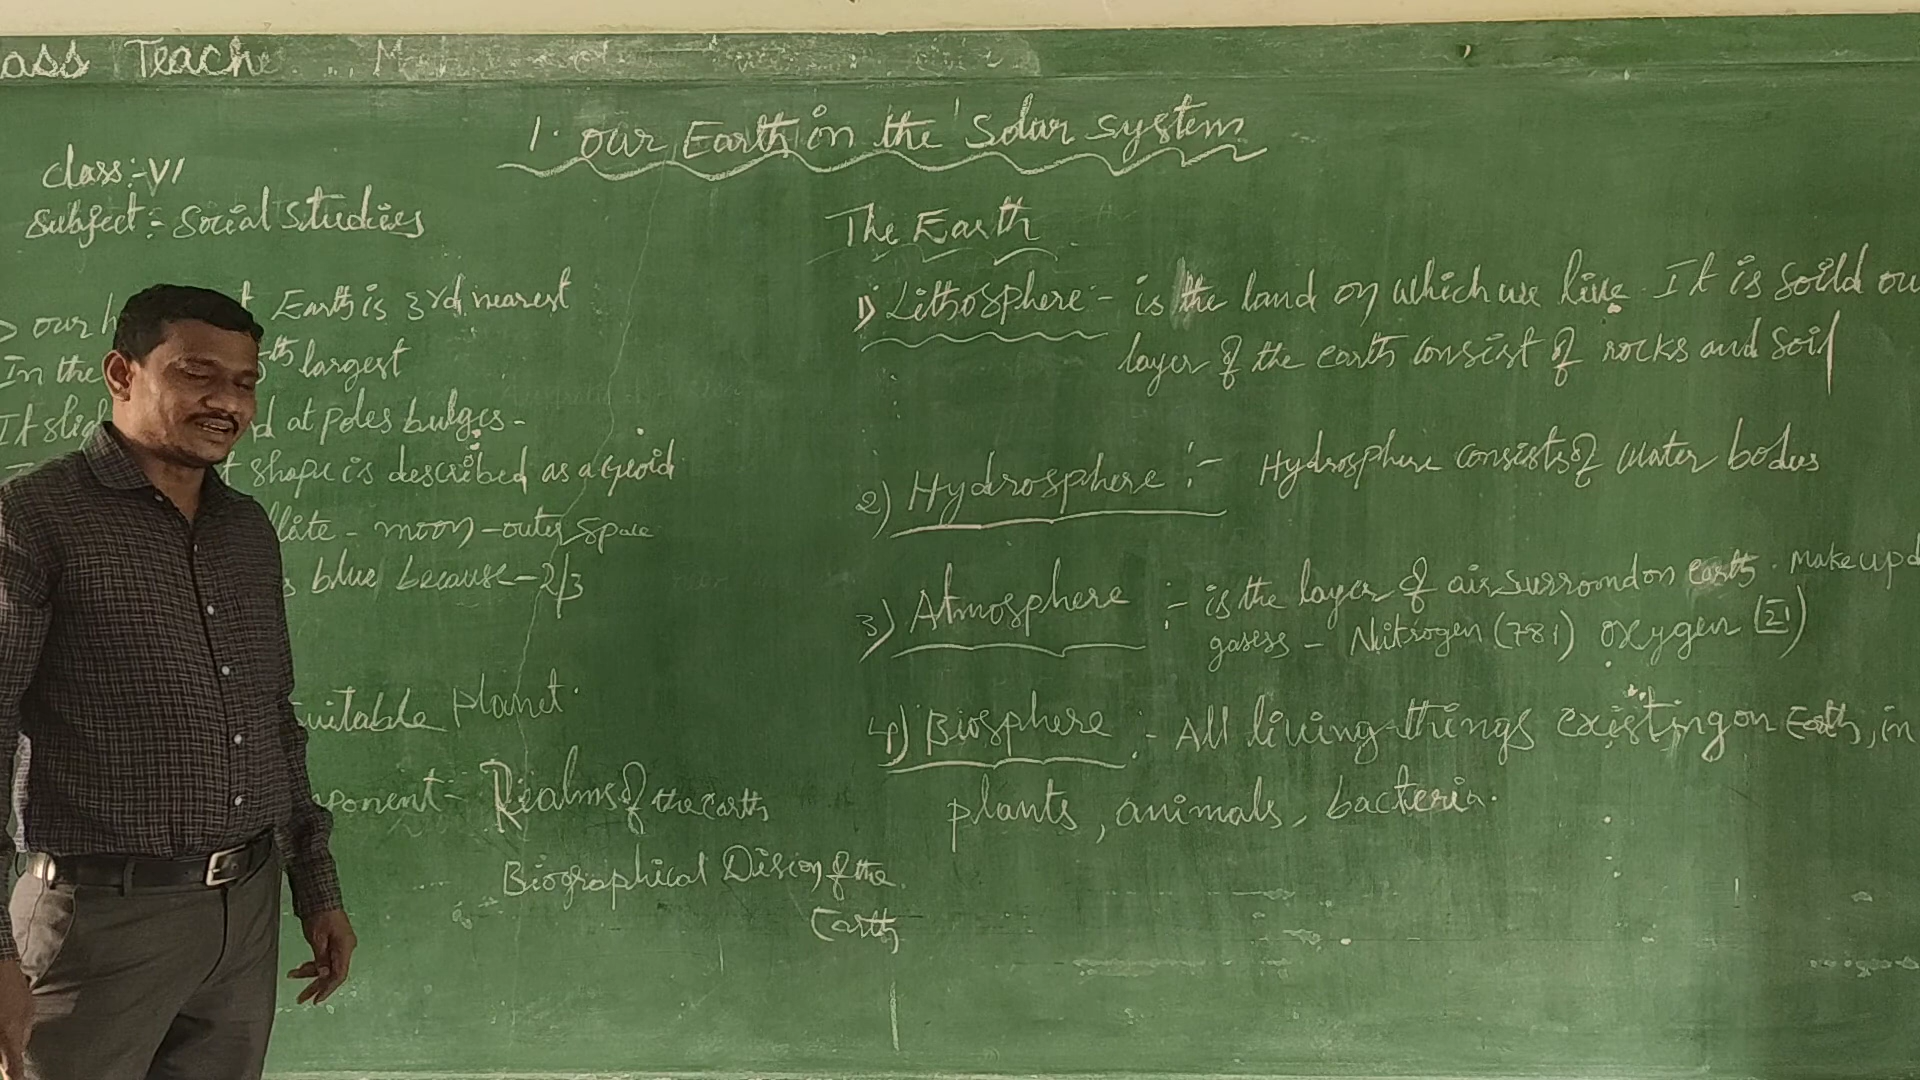 ass Teache
1. our Earth in the Solar system
class:- VI
Subject:- Social Studies
our h Earth is 3rd nearest
In the 5th largest
It slig d at poles bulges-
t shape is described as a Geoid
llite - moon - outer space
s blue because - 2/3
suitable planet.
mponent - Realms of the earth
Biographical Dision of the
Earth
The Earth
1) Lithosphere - is the land on which we live. It is soild ou
layer of the earth consist of rocks and Soil
2) Hydrosphere :- Hydrosphere consists of water bodies
3) Atmosphere :- is the layer of air surroundon earth. Make up d
gasess - Nitrogen (78%) oxygen (21)
4) Biosphere :- All living things existing on Earth, in
plants, animals, bacteria.